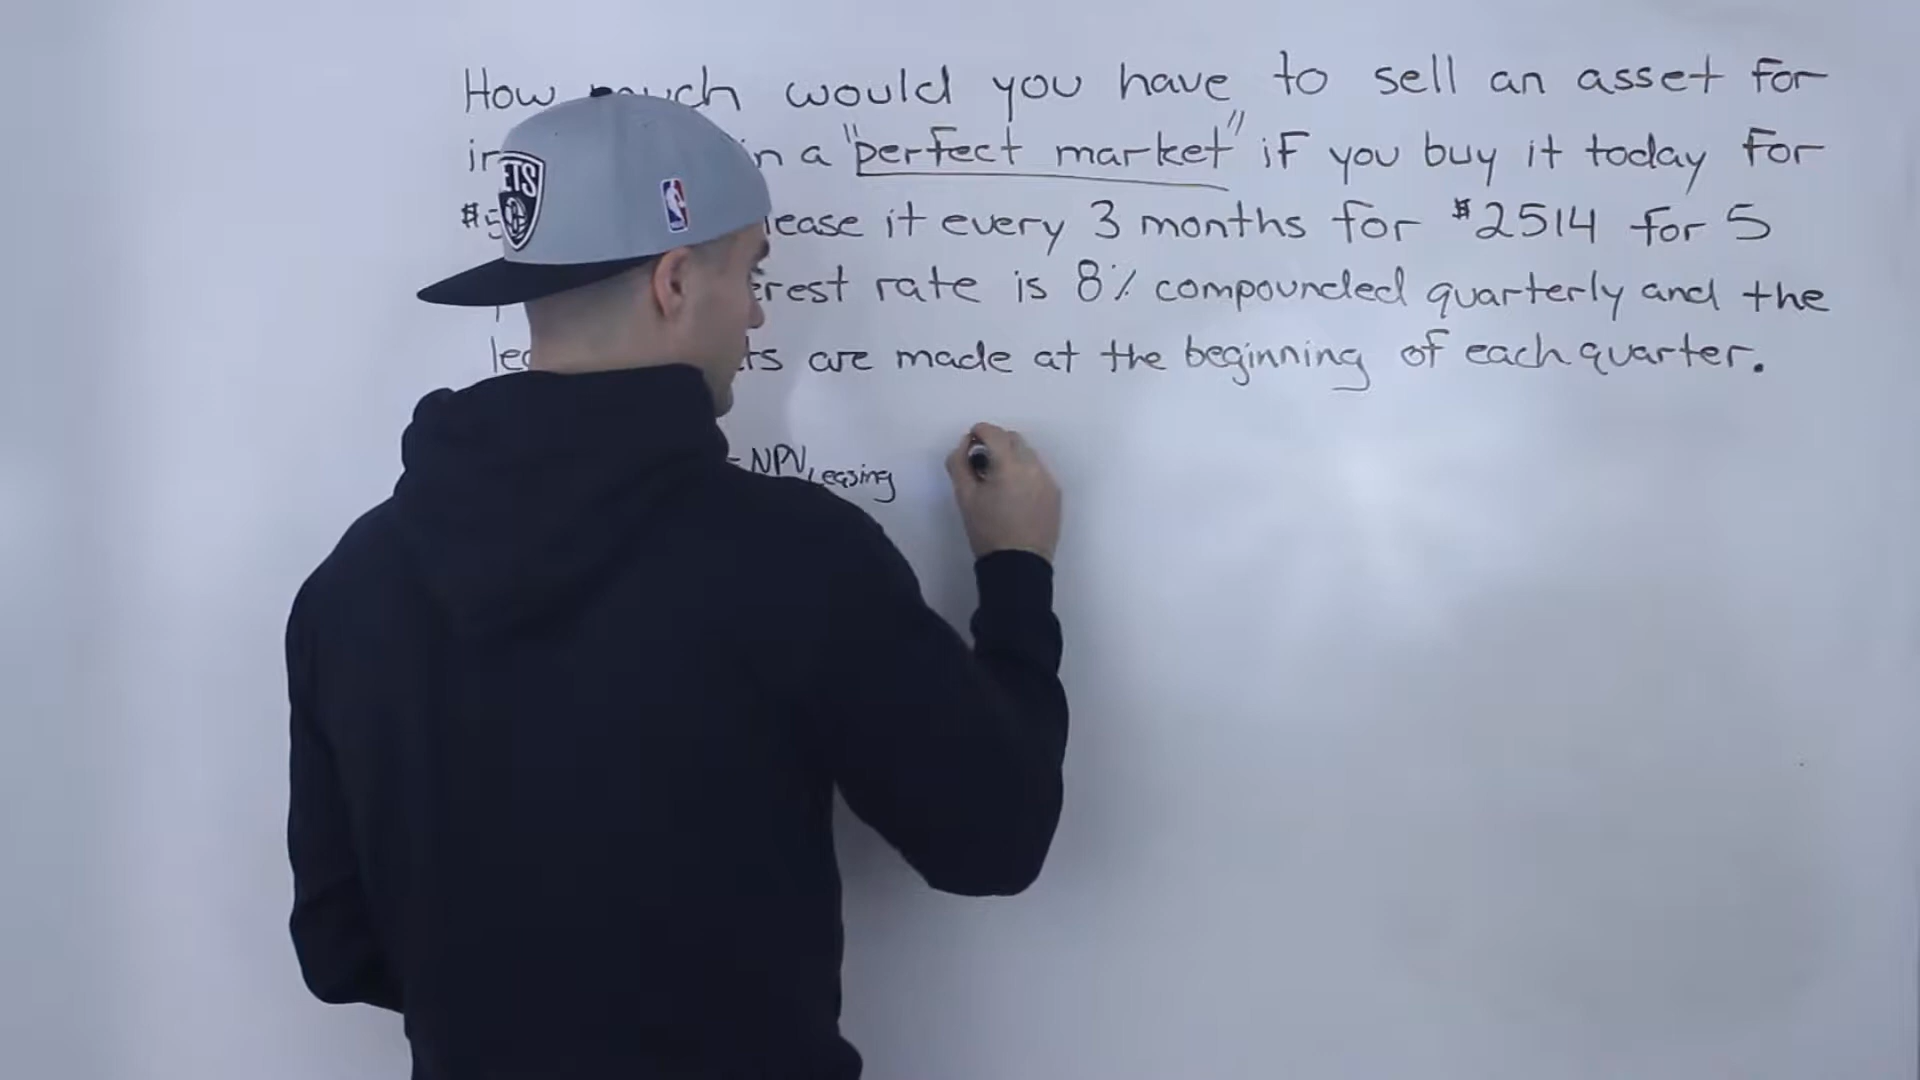 How much would you have to sell an asset for
in a "perfect market" if you buy it today for
$5 lease it every 3 months for $2514 for 5
rate is 8% compounded quarterly and the
are made at the beginning of each quarter.
= NPV Leasing
ETS